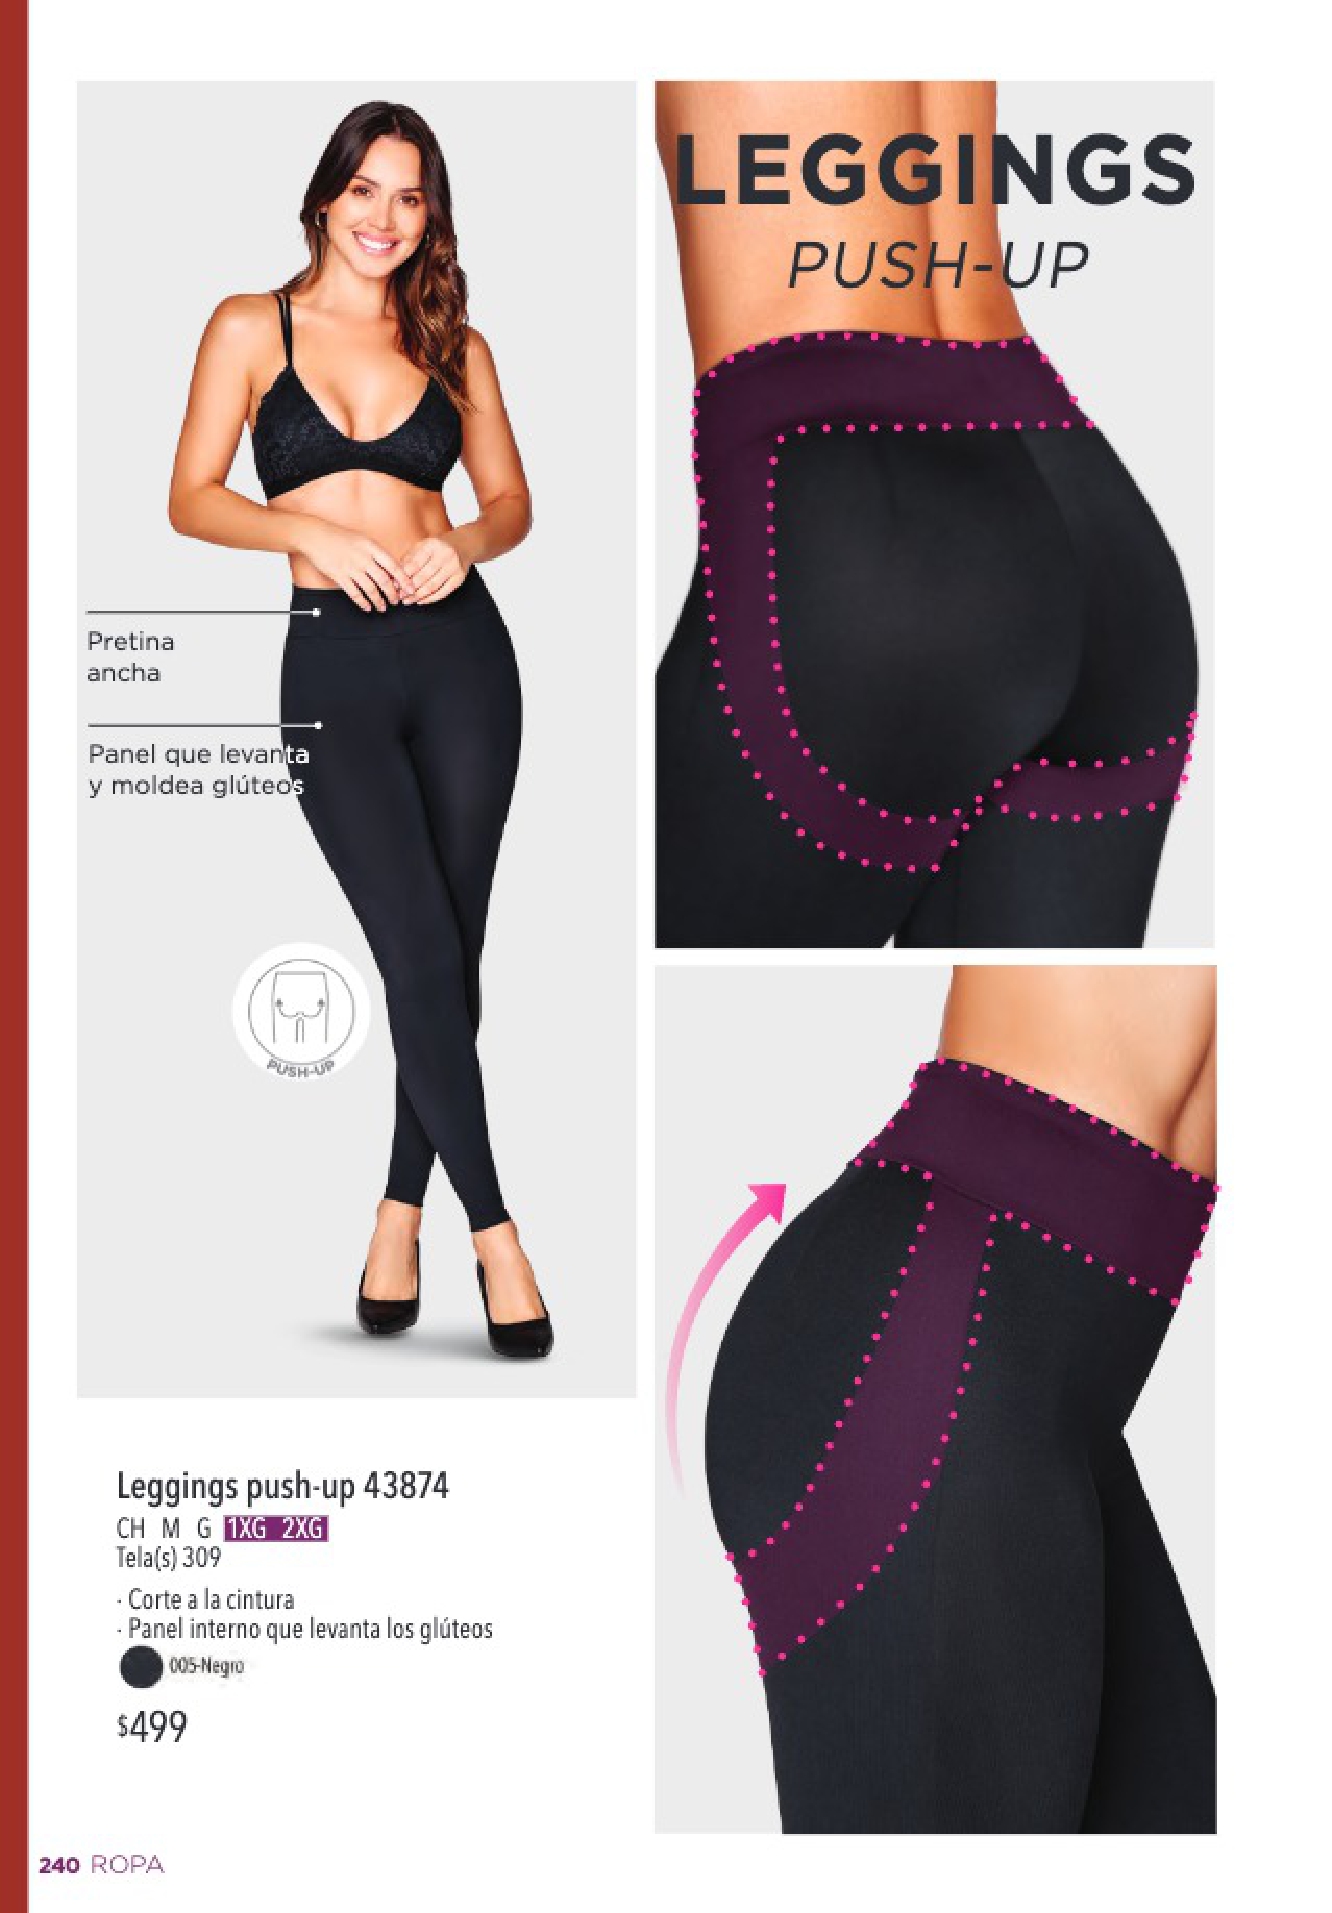 LEGGINGS
PUSH-UP
Pretina
ancha
Panel que levanta
y moldea glúteos
PUSH-UP
Leggings push-up 43874
CH M G 1XG 2XG
Tela(s) 309
· Corte a la cintura
· Panel interno que levanta los glúteos
005-Negro
$499
240 ROPA